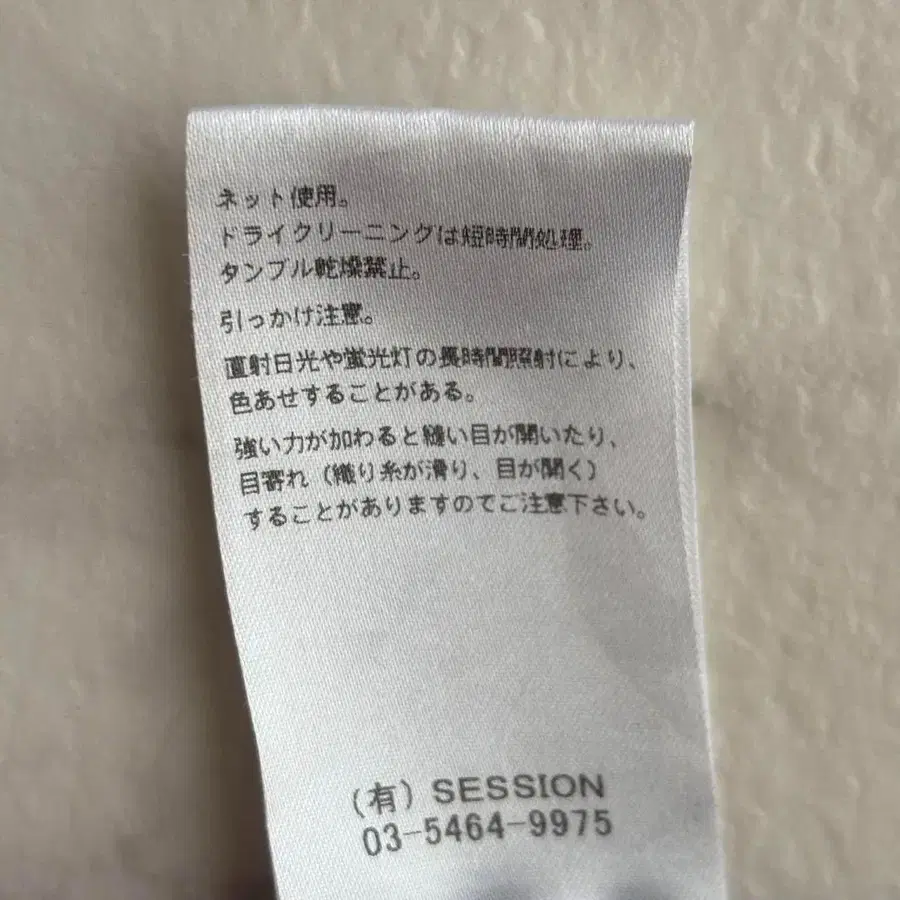 ネット使用。
ドライクリーニングは短時間処理。
タンブル乾燥禁止。
引っかけ注意。
直射日光や蛍光灯の長時間照射により、
色あせすることがある。
強い力が加わると縫い目が開いたり、
目寄れ（織り糸が滑り、目が開く）
することがありますのでご注意下さい。
（有）SESSION
03-5464-9975